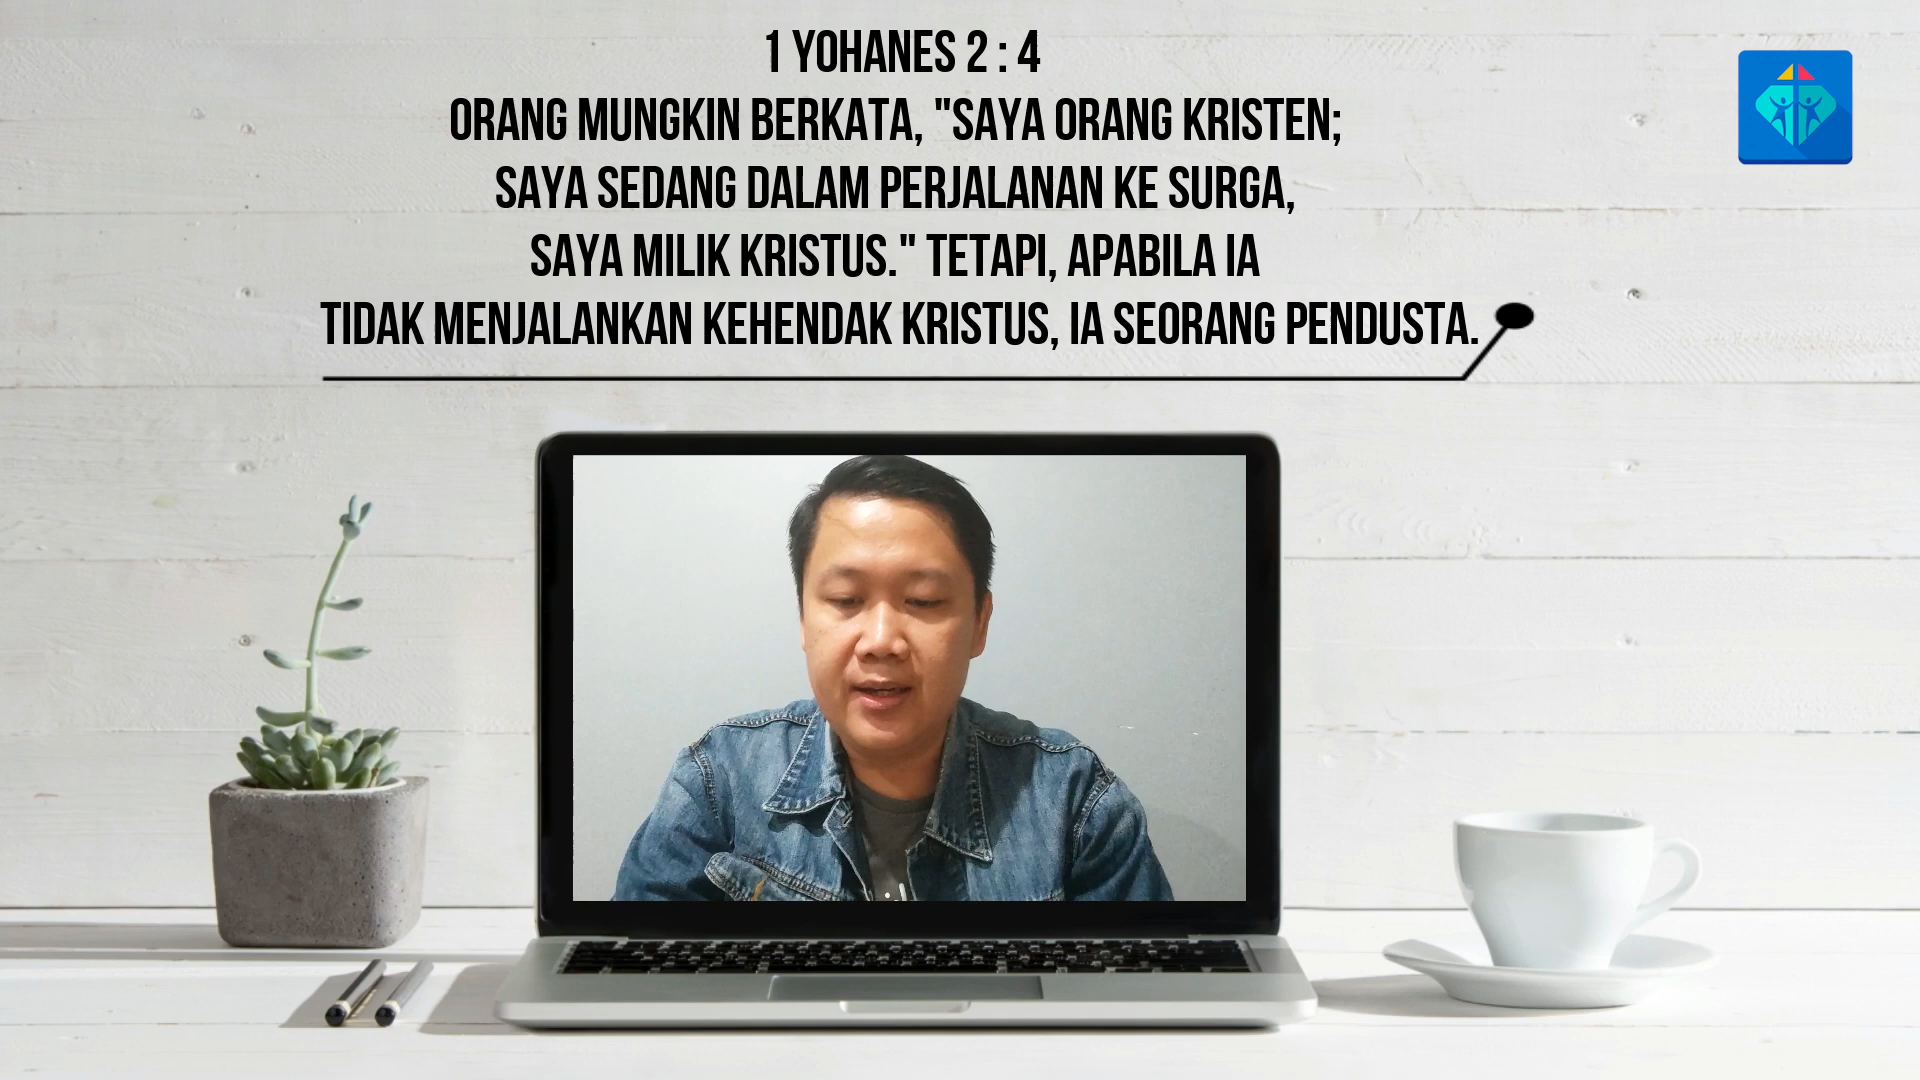 1 YOHANES 2 : 4
ORANG MUNGKIN BERKATA, "SAYA ORANG KRISTEN;
SAYA SEDANG DALAM PERJALANAN KE SURGA,
SAYA MILIK KRISTUS." TETAPI, APABILA IA
TIDAK MENJALANKAN KEHENDAK KRISTUS, IA SEORANG PENDUSTA.